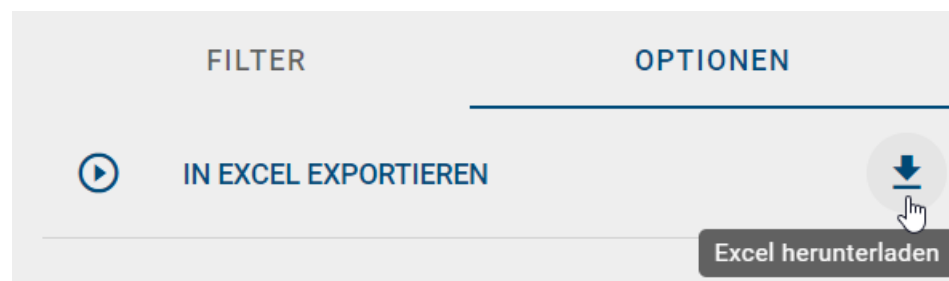 FILTER OPTIONEN
IN EXCEL EXPORTIEREN
Excel herunterladen